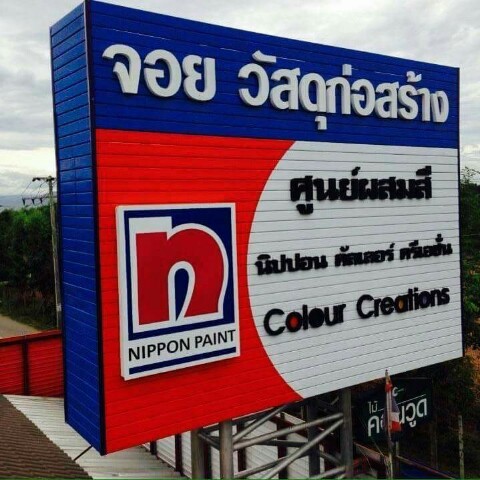 จอย วัสดุก่อสร้าง
ศูนย์ผสมสี
นิปปอน คัลเลอร์ ครีเอชั่น
Colour Creations
n
NIPPON PAINT
ไม้